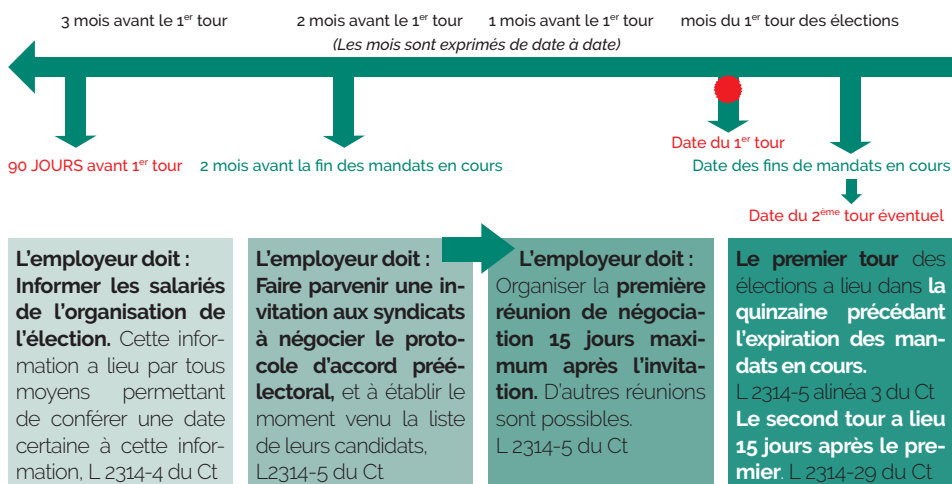 3 mois avant le 1er tour
2 mois avant le 1er tour
1 mois avant le 1er tour
mois du 1er tour des élections
(Les mois sont exprimés de date à date)
Date du 1er tour
90 JOURS avant 1er tour
2 mois avant la fin des mandats en cours
Date des fins de mandats en cours
Date du 2ème tour éventuel
L'employeur doit :
Informer les salariés
de l'organisation de
l'élection. Cette infor-
mation a lieu par tous
moyens permettant
de conférer une date
certaine à cette infor-
mation, L 2314-4 du Ct
L'employeur doit :
Faire parvenir une in-
vitation aux syndicats
à négocier le proto-
cole d'accord préé-
lectoral, et à établir le
moment venu la liste
de leurs candidats,
L2314-5 du Ct
L'employeur doit :
Organiser la première
réunion de négocia-
tion 15 jours maxi-
mum après l'invita-
tion. D'autres réunions
sont possibles.
L 2314-5 du Ct
Le premier tour des
élections a lieu dans la
quinzaine précédant
l'expiration des man-
dats en cours.
L 2314-5 alinéa 3 du Ct
Le second tour a lieu
15 jours après le pre-
mier. L 2314-29 du Ct